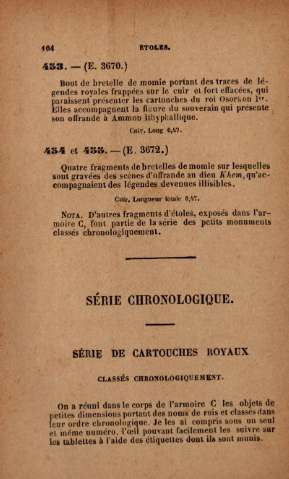 104 ETOLES.
453. — (E. 3670.)
Bout de bretelle de momie portant des traces de lé-
gendes royales frappées sur le cuir et fort effacées, qui
paraissent présenter les cartouches du roi Osorkon Ier.
Elles accompagnent la figure du souverain qui présente
son offrande à Ammon ithyphallique.
Cuir. Long 0,47.
454 et 455. — (E. 3672.)
Quatre fragments de bretelles de momie sur lesquelles
sont gravées des scènes d'offrande au dieu Khem, qu'ac-
compagnaient des légendes devenues illisibles.
Cuir. Longueur totale 0,47.
NOTA. D'autres fragments d'étoles, exposés dans l'ar-
moire C, font partie de la série des petits monuments
classés chronologiquement.
SÉRIE CHRONOLOGIQUE.
SÉRIE DE CARTOUCHES ROYAUX
CLASSÉS CHRONOLOGIQUEMENT.
On a réuni dans le corps de l'armoire C les objets de
petites dimensions portant des noms de rois et classés dans
leur ordre chronologique. Je les ai compris sous un seul
et même numéro, l'œil pouvant facilement les suivre sur
les tablettes à l'aide des étiquettes dont ils sont munis.